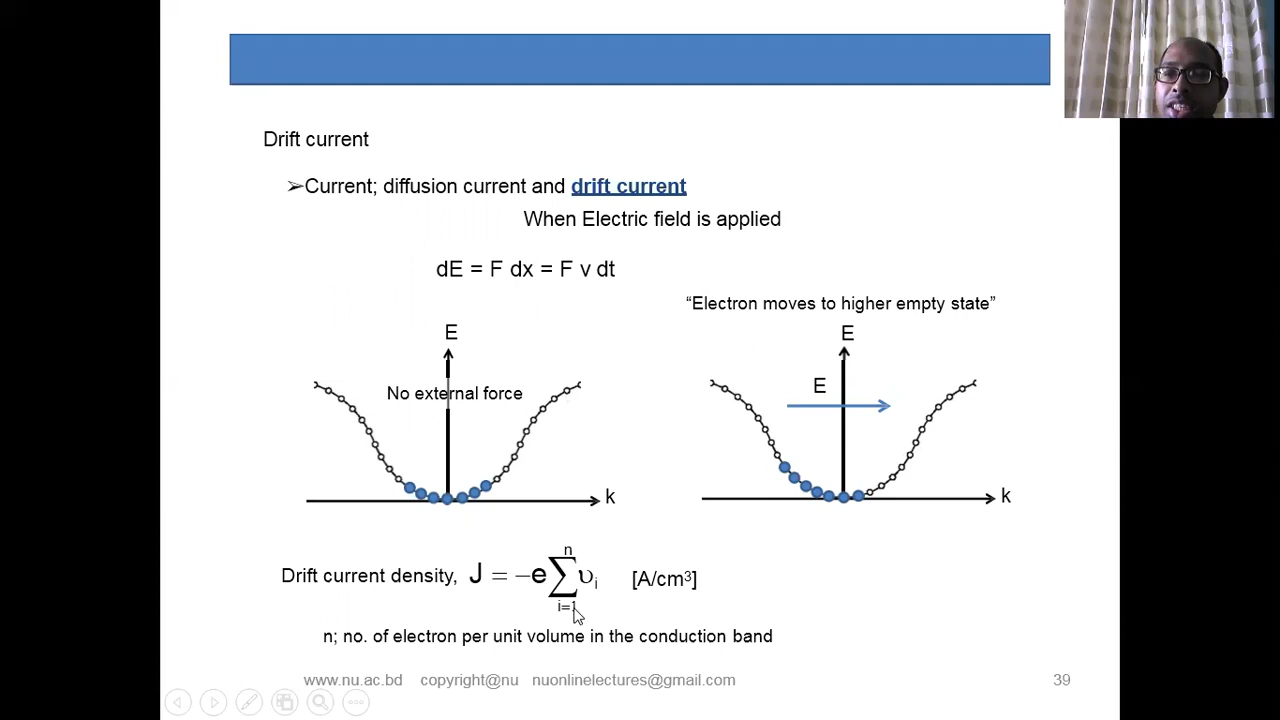 Drift current
➢Current; diffusion current and drift current
When Electric field is applied
dE = F dx = F v dt
“Electron moves to higher empty state”
E
E
No external force
E
k
k
Drift current density, J = −e∑υi [A/cm³]
n
i=1
n; no. of electron per unit volume in the conduction band
www.nu.ac.bd copyright@nu nuonlinelectures@gmail.com 39